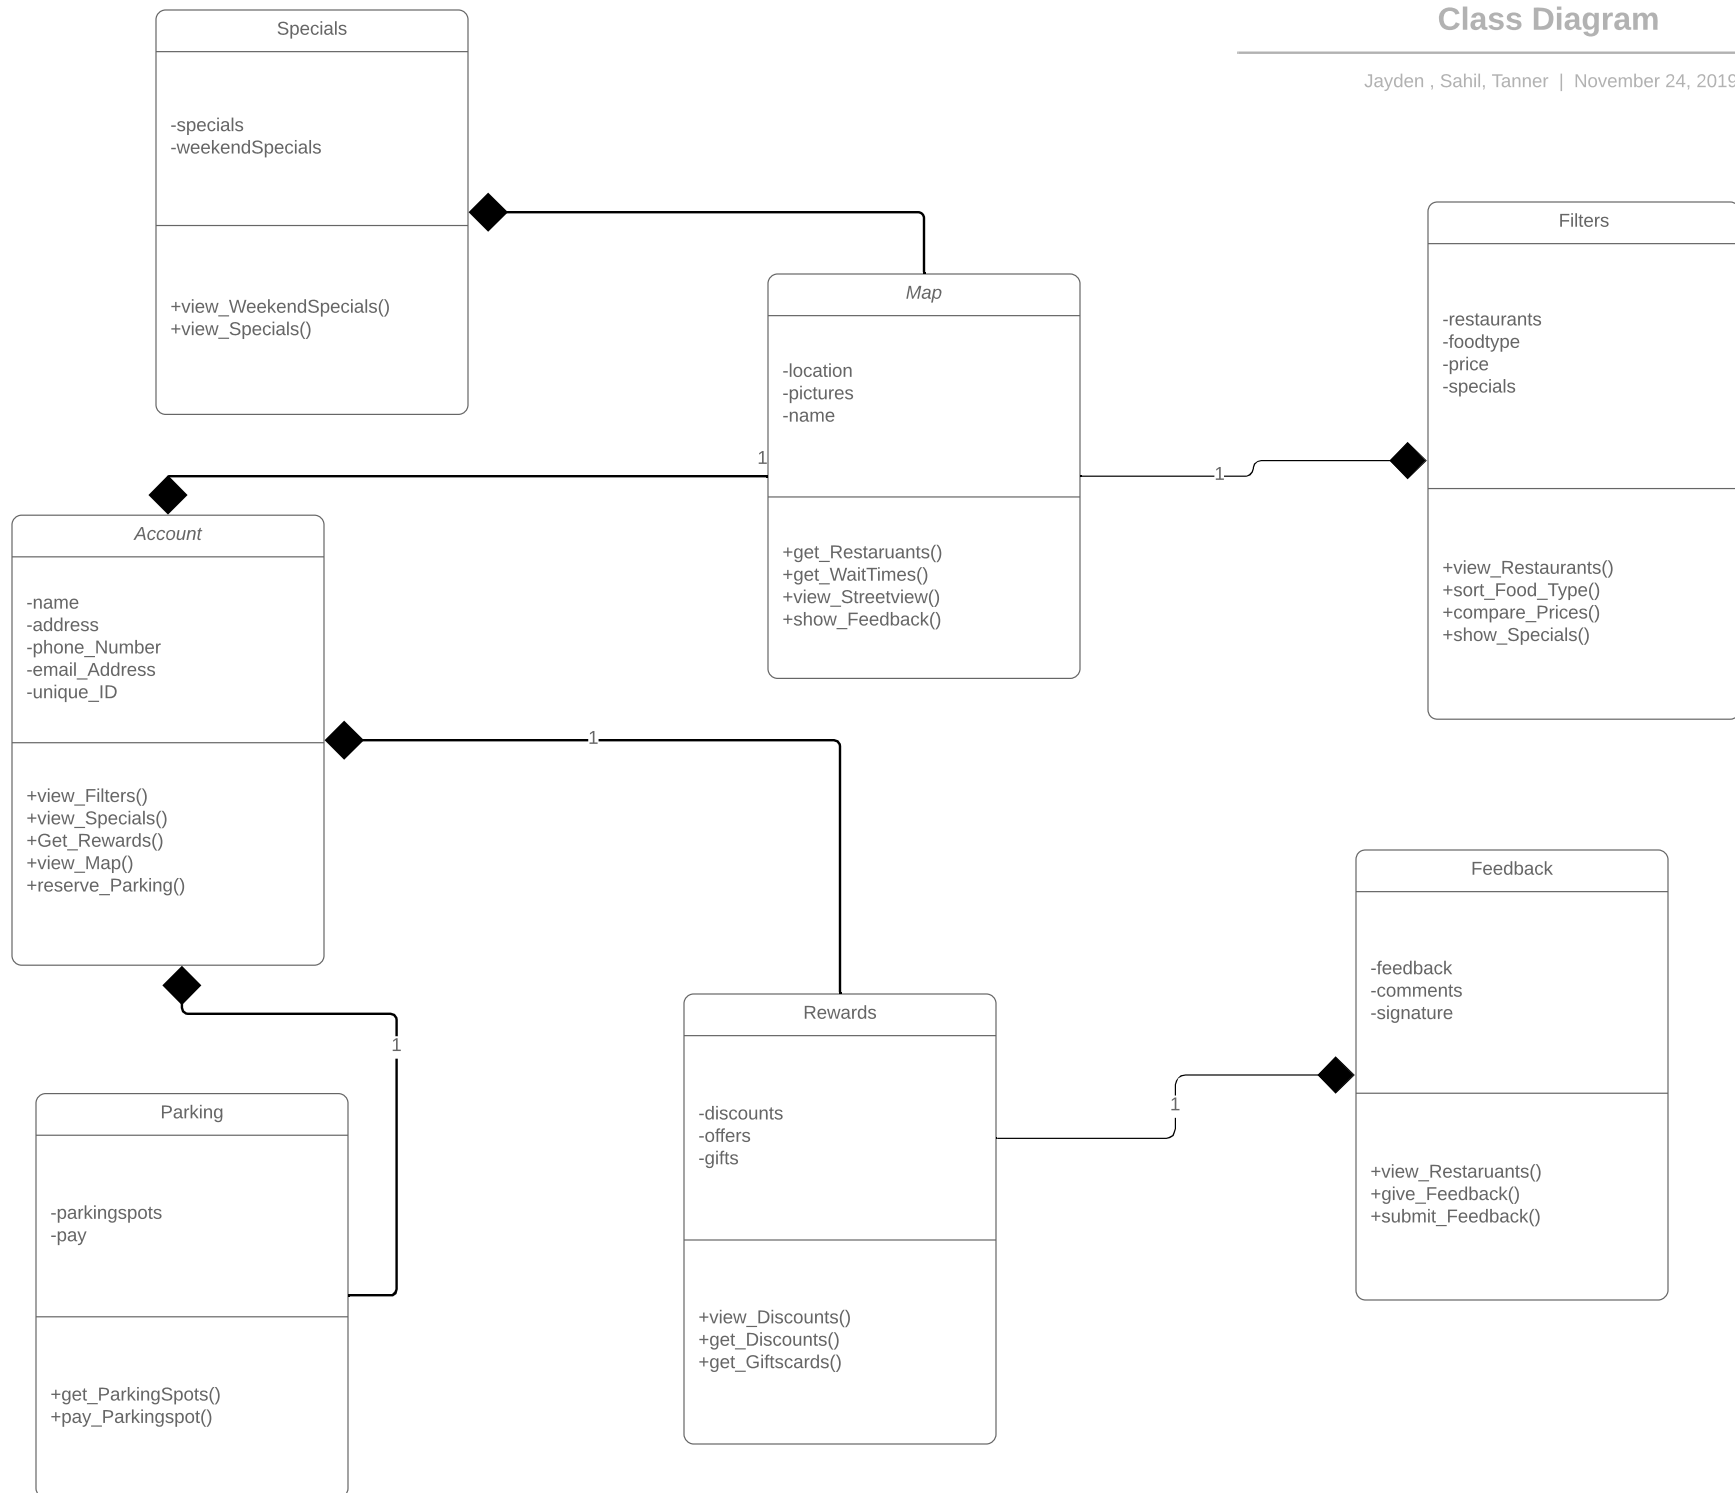 Class Diagram
Jayden , Sahil, Tanner | November 24, 2019
Specials
-specials
-weekendSpecials
+view_WeekendSpecials()
+view_Specials()
Map
-location
-pictures
-name
+get_Restaruants()
+get_WaitTimes()
+view_Streetview()
+show_Feedback()
Filters
-restaurants
-foodtype
-price
-specials
+view_Restaurants()
+sort_Food_Type()
+compare_Prices()
+show_Specials()
1
1
Account
-name
-address
-phone_Number
-email_Address
-unique_ID
+view_Filters()
+view_Specials()
+Get_Rewards()
+view_Map()
+reserve_Parking()
1
1
Parking
-parkingspots
-pay
+get_ParkingSpots()
+pay_Parkingspot()
Rewards
-discounts
-offers
-gifts
+view_Discounts()
+get_Discounts()
+get_Giftscards()
1
Feedback
-feedback
-comments
-signature
+view_Restaruants()
+give_Feedback()
+submit_Feedback()